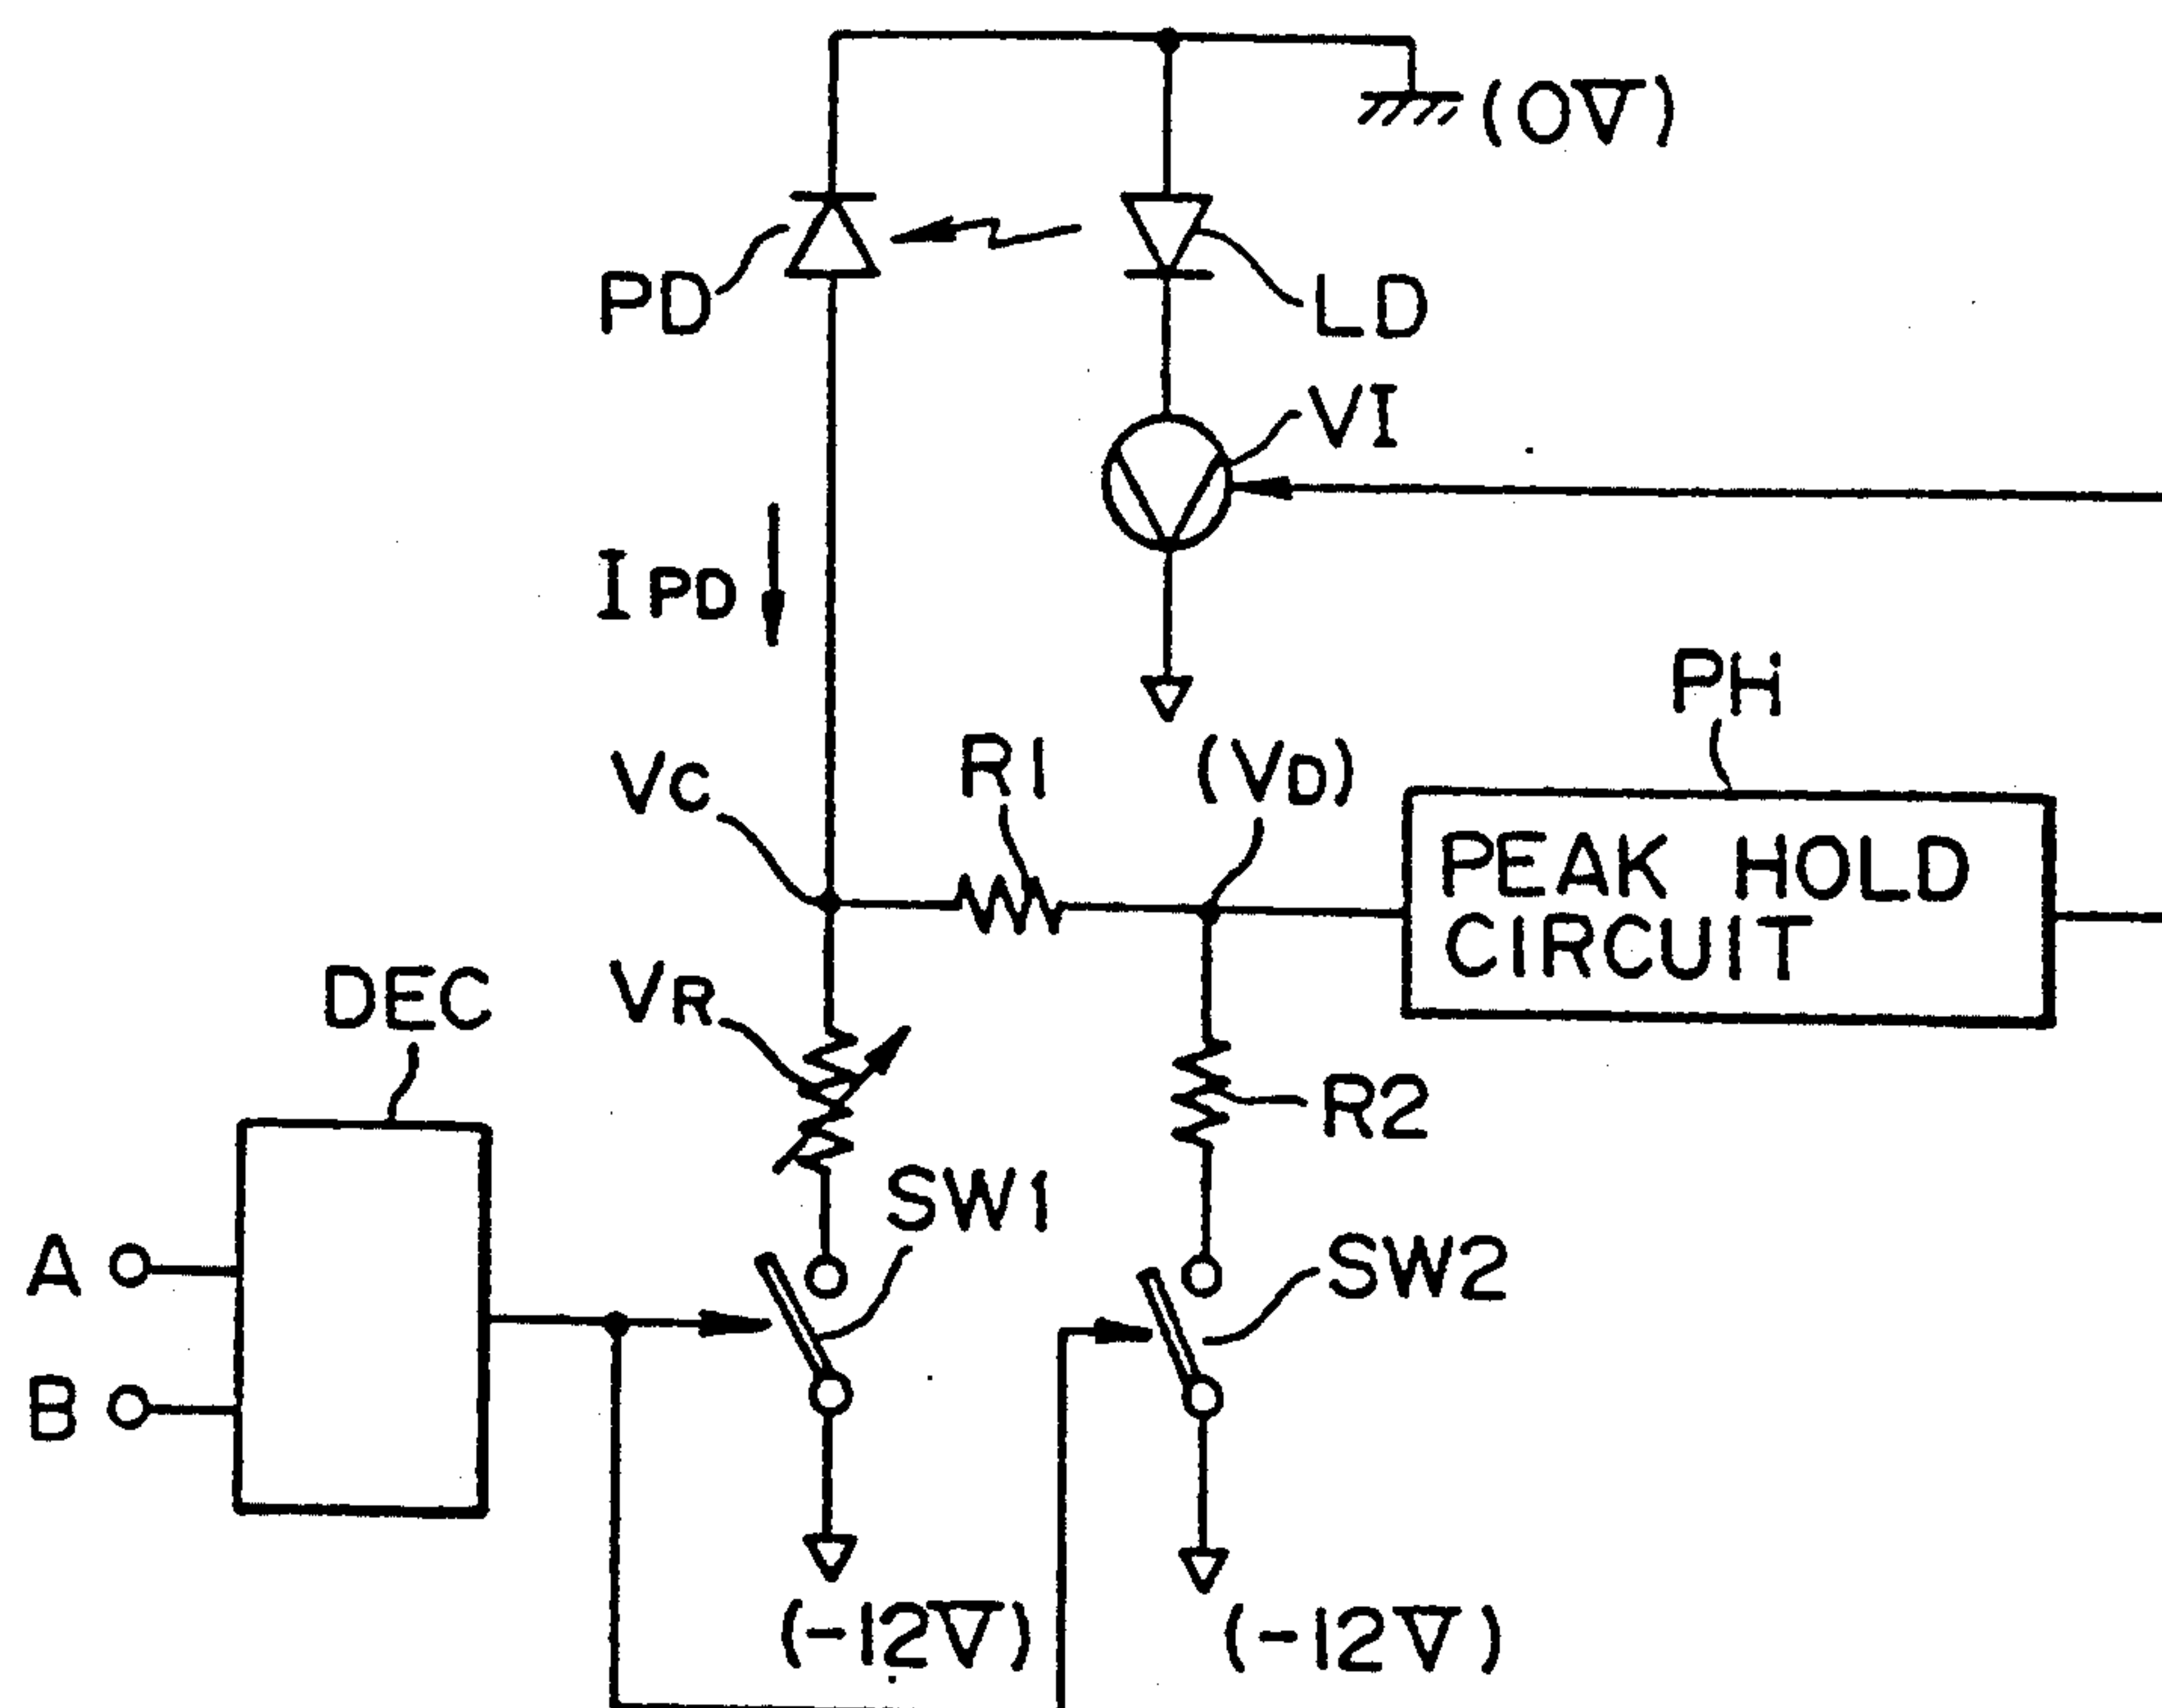 (0V)
PD
LD
VI
IPD
PH
VC
R1
(VD)
PEAK HOLD
CIRCUIT
DEC
VR
R2
SW1
SW2
A
B
(-12V)
(-12V)